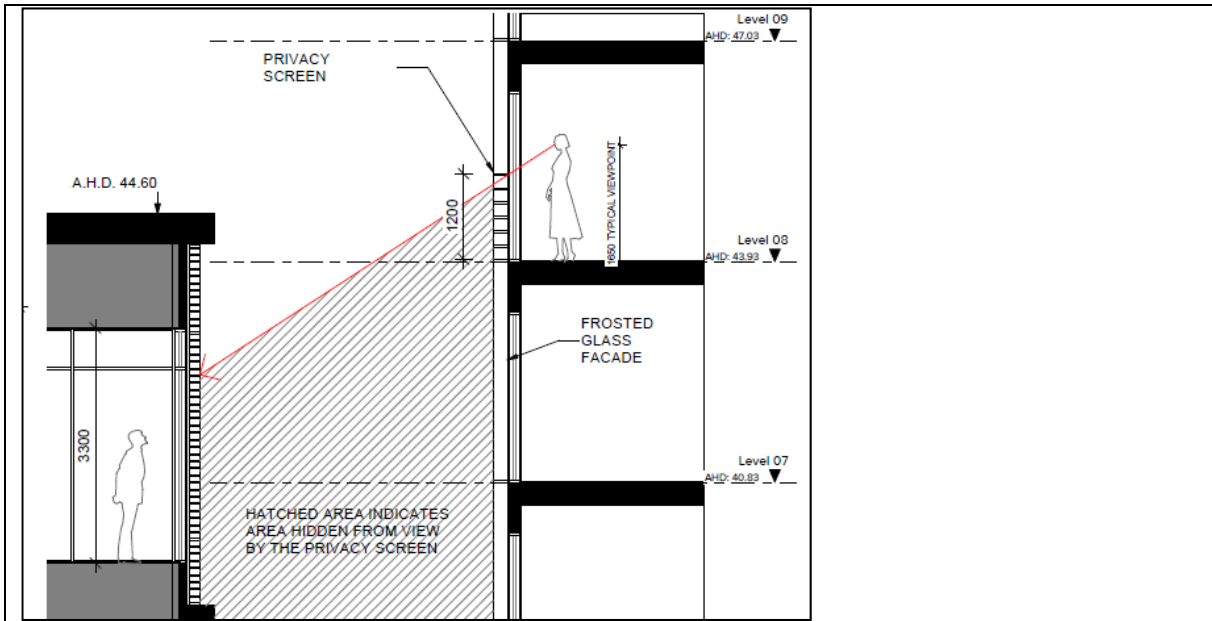 Level 09
AHD: 47.03
PRIVACY
SCREEN
A.H.D. 44.60
1200
1650 TYPICAL VIEWPOINT
Level 08
AHD: 43.93
FROSTED
GLASS
FACADE
3300
Level 07
AHD: 40.83
HATCHED AREA INDICATES
AREA HIDDEN FROM VIEW
BY THE PRIVACY SCREEN